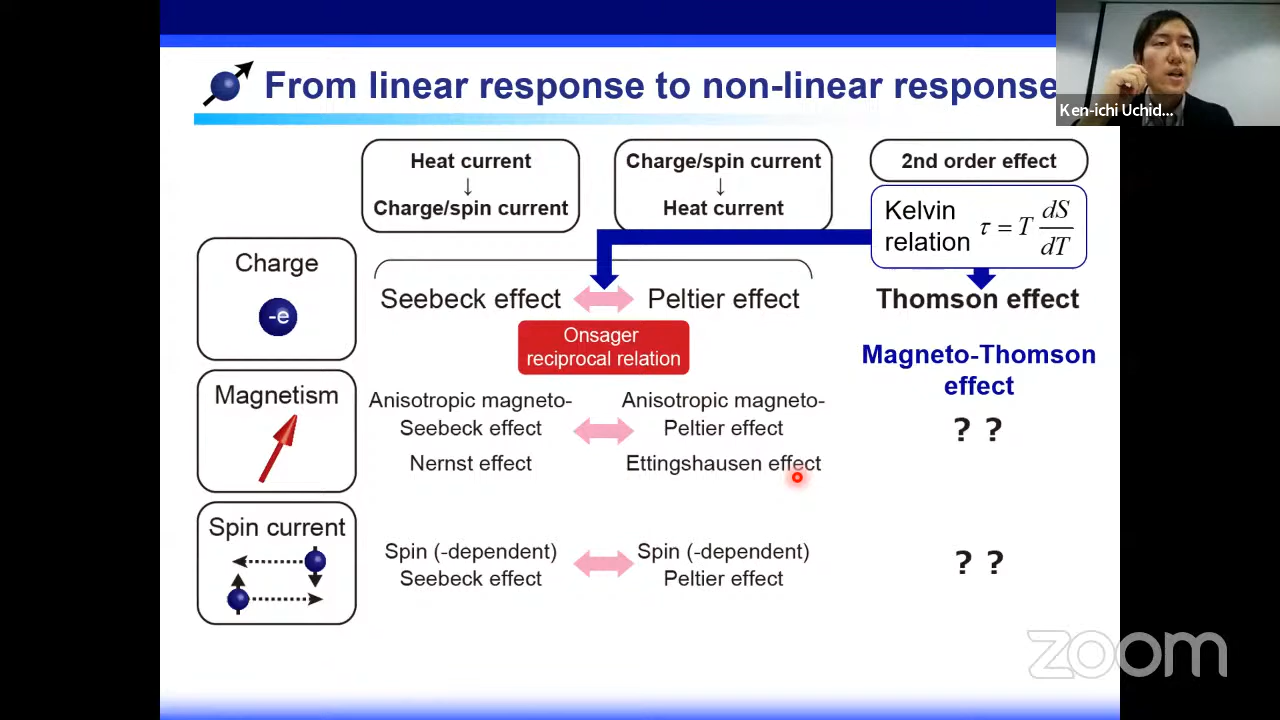 From linear response to non-linear response
Ken-ichi Uchid...
Heat current
↓
Charge/spin current
Charge/spin current
↓
Heat current
2nd order effect
Kelvin
relation
τ = T dS/dT
Charge
-e
Seebeck effect
Peltier effect
Thomson effect
Onsager
reciprocal relation
Magneto-Thomson
effect
Magnetism
Anisotropic magneto-
Seebeck effect
Anisotropic magneto-
Peltier effect
? ?
Nernst effect
Ettingshausen effect
Spin current
Spin (-dependent)
Seebeck effect
Spin (-dependent)
Peltier effect
? ?
zoom